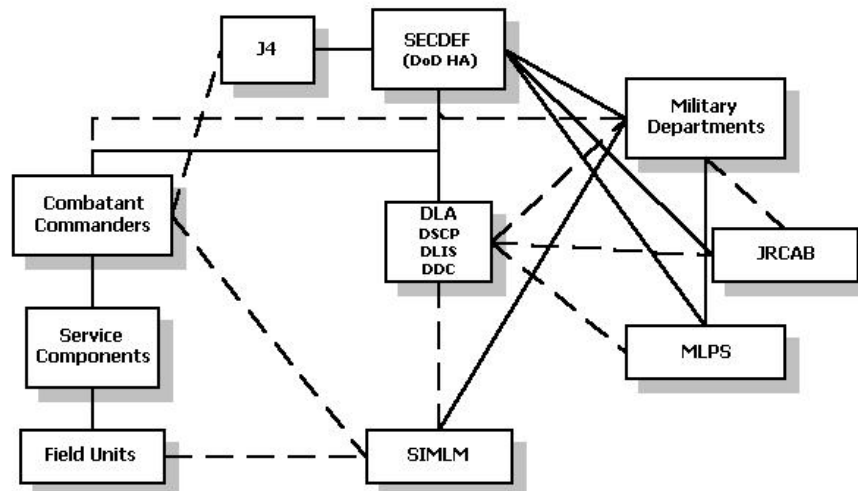 J4
SECDEF
(DoD HA)
Military
Departments
Combatant
Commanders
DLA
DSCP
DLIS
DDC
JRCAB
Service
Components
MLPS
Field Units
SIMLM